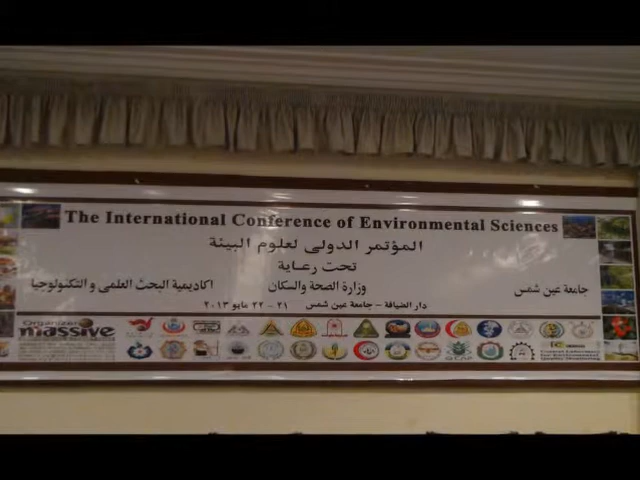 The International Conference of Environmental Sciences
المؤتمر الدولى لعلوم البيئة
تحت رعاية
جامعة عين شمس وزارة الصحة والسكان اكاديمية البحث العلمى و التكنولوجيا
دار الضيافة - جامعة عين شمس ٢١ - ٢٢ مايو ٢٠١٣
Organizer
massive